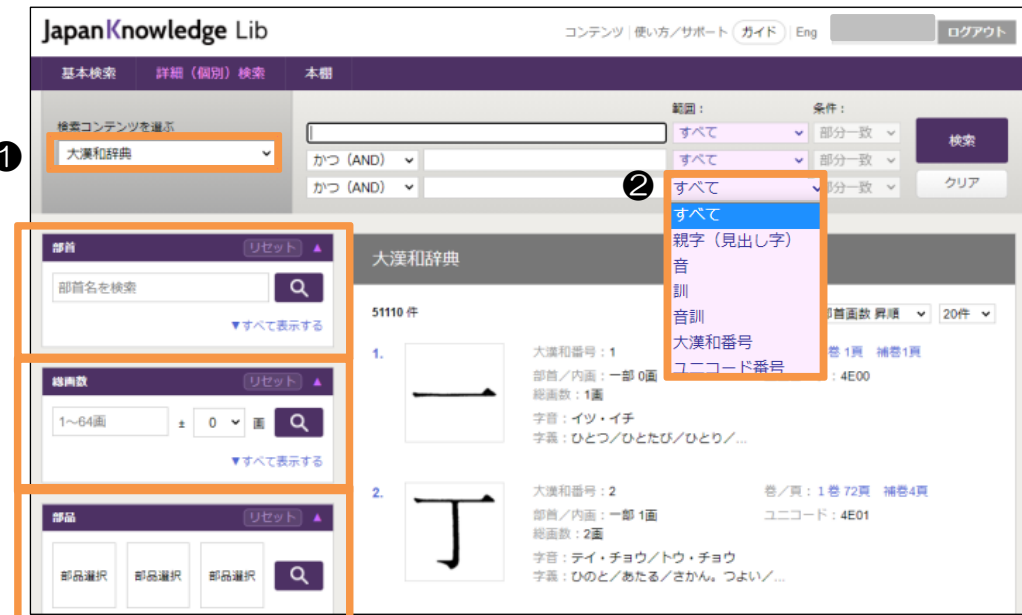 JapanKnowledge Lib
コンテンツ 使い方／サポート ガイド Eng ログアウト
基本検索 詳細（個別）検索 本棚
範囲： 条件：
検索コンテンツを選ぶ
❶ 大漢和辞典
すべて 部分一致 検索
かつ（AND） すべて 部分一致
かつ（AND） ❷ すべて 部分一致 クリア
すべて
親字（見出し字）
音
訓
音訓
大漢和番号
ユニコード番号
部首 リセット ▲
部首名を検索
▼すべて表示する
総画数 リセット ▲
1～64画 ± 0 画
▼すべて表示する
部品 リセット ▲
部品選択 部品選択 部品選択
大漢和辞典
51110 件 部首画数 昇順 20件
1. 一
大漢和番号：1 巻 1頁 補巻1頁
部首／内画：一部 0画 ：4E00
総画数：1画
字音：イツ・イチ
字義：ひとつ／ひとたび／ひとり／...
2. 丁
大漢和番号：2 巻／頁：1巻 72頁 補巻4頁
部首／内画：一部 1画 ユニコード：4E01
総画数：2画
字音：テイ・チョウ／トウ・チョウ
字義：ひのと／あたる／さかん。つよい／...